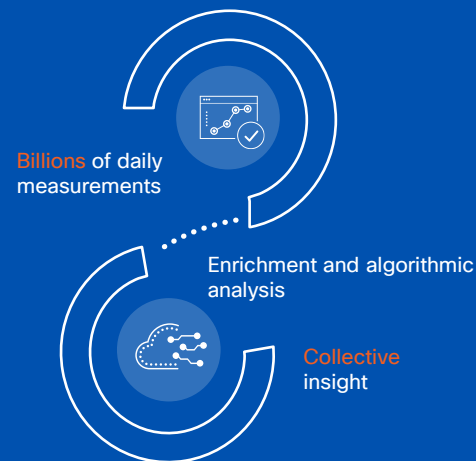 Billions of daily
measurements
Enrichment and algorithmic
analysis
Collective
insight